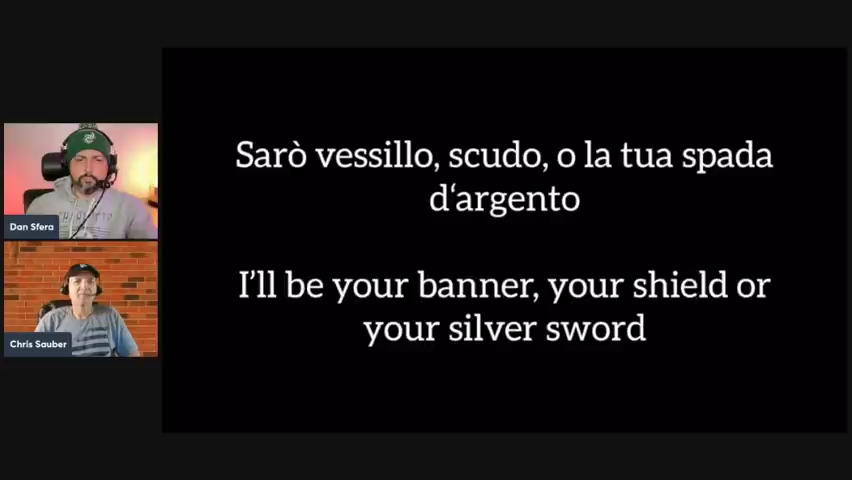 Dan Sfera
Chris Sauber
Sarò vessillo, scudo, o la tua spada
d‘argento
I’ll be your banner, your shield or
your silver sword